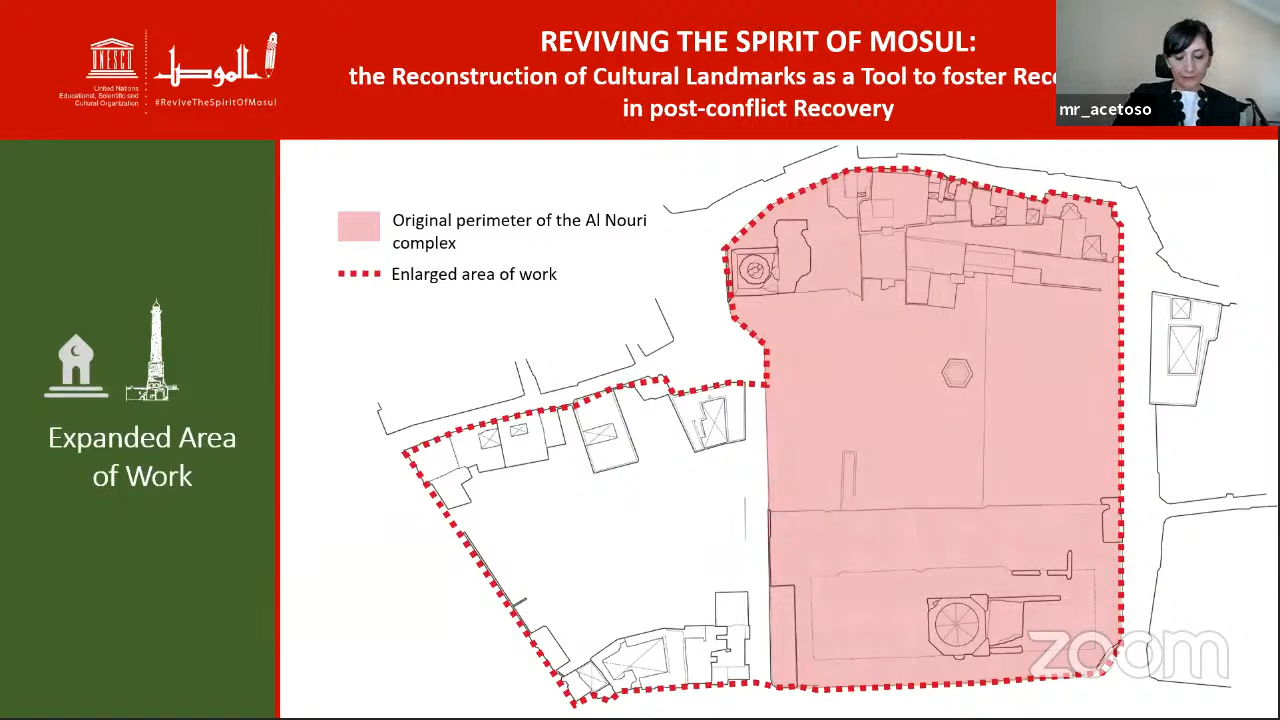 REVIVING THE SPIRIT OF MOSUL:
the Reconstruction of Cultural Landmarks as a Tool to foster
in post-conflict Recovery
UNESCO
United Nations
Educational, Scientific and
Cultural Organization
الموصل
#ReviveTheSpiritOfMosul
mr_acetoso
Original perimeter of the Al Nouri
complex
Enlarged area of work
Expanded Area
of Work
zoom